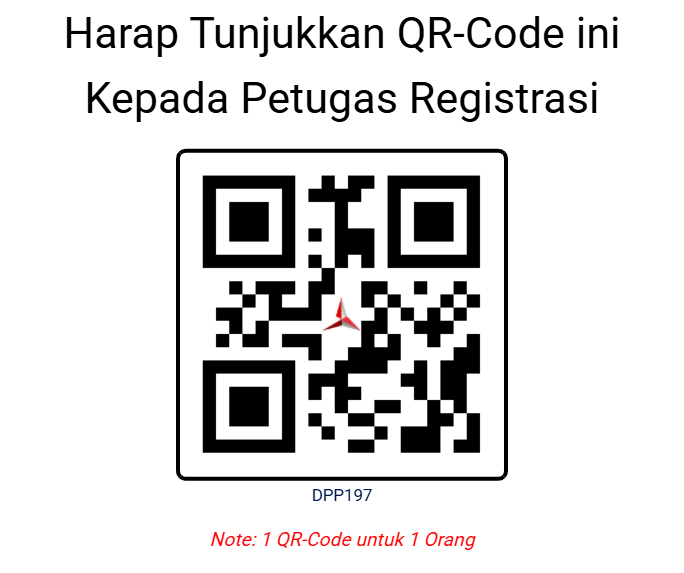 Harap Tunjukkan QR-Code ini
Kepada Petugas Registrasi
DPP197
Note: 1 QR-Code untuk 1 Orang